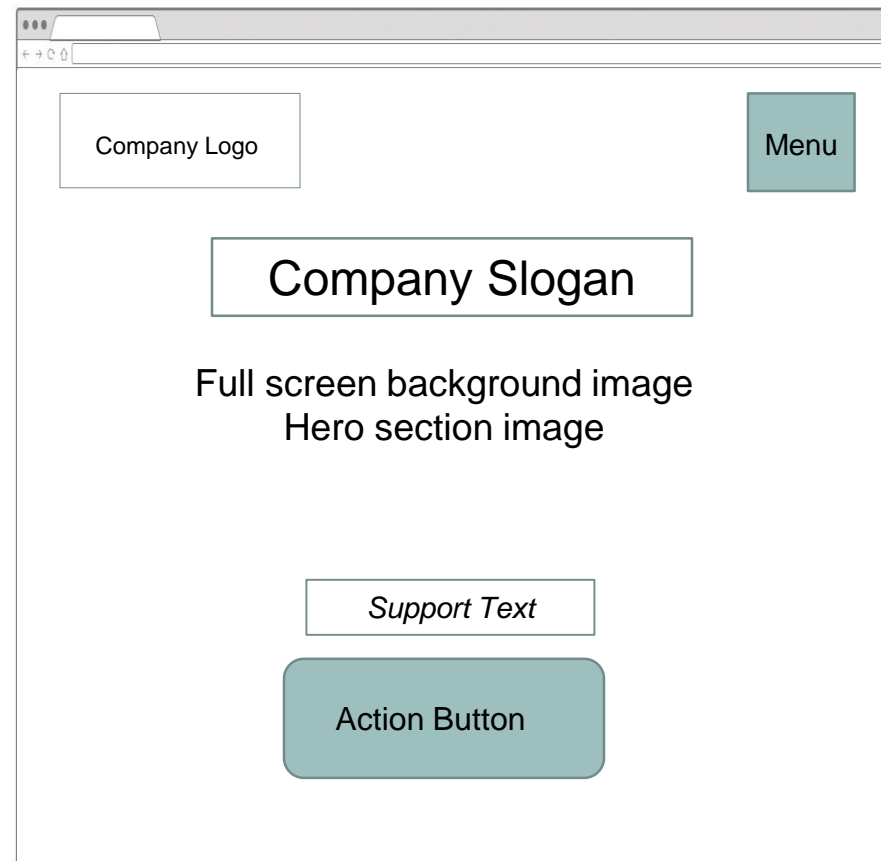 Company Logo
Menu
Company Slogan
Full screen background image
Hero section image
Support Text
Action Button